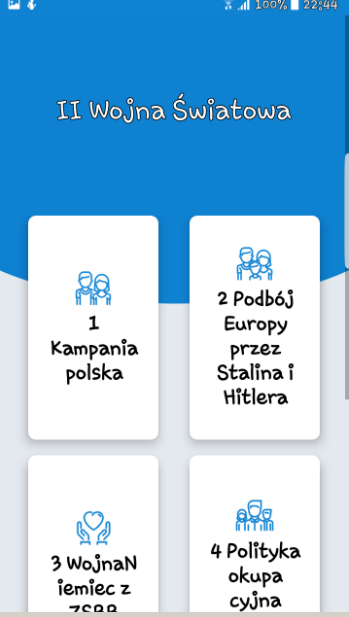 100% 22:44
II Wojna Światowa
1
Kampania
polska
2 Podbój
Europy
przez
Stalina i
Hitlera
3 WojnaN
iemiec z
ZSRR
4 Polityka
okupa
cyjna